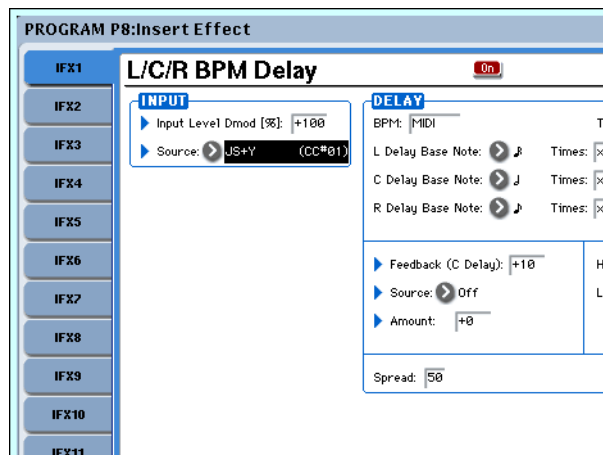 PROGRAM P8:Insert Effect
IFX1
IFX2
IFX3
IFX4
IFX5
IFX6
IFX7
IFX8
IFX9
IFX10
IFX11
L/C/R BPM Delay
On
INPUT
Input Level Dmod [%]: +100
Source: JS+Y (CC#01)
DELAY
BPM: MIDI T
L Delay Base Note: Times: x
C Delay Base Note: Times: x
R Delay Base Note: Times: x
Feedback (C Delay): +10 H
Source: Off L
Amount: +0
Spread: 50